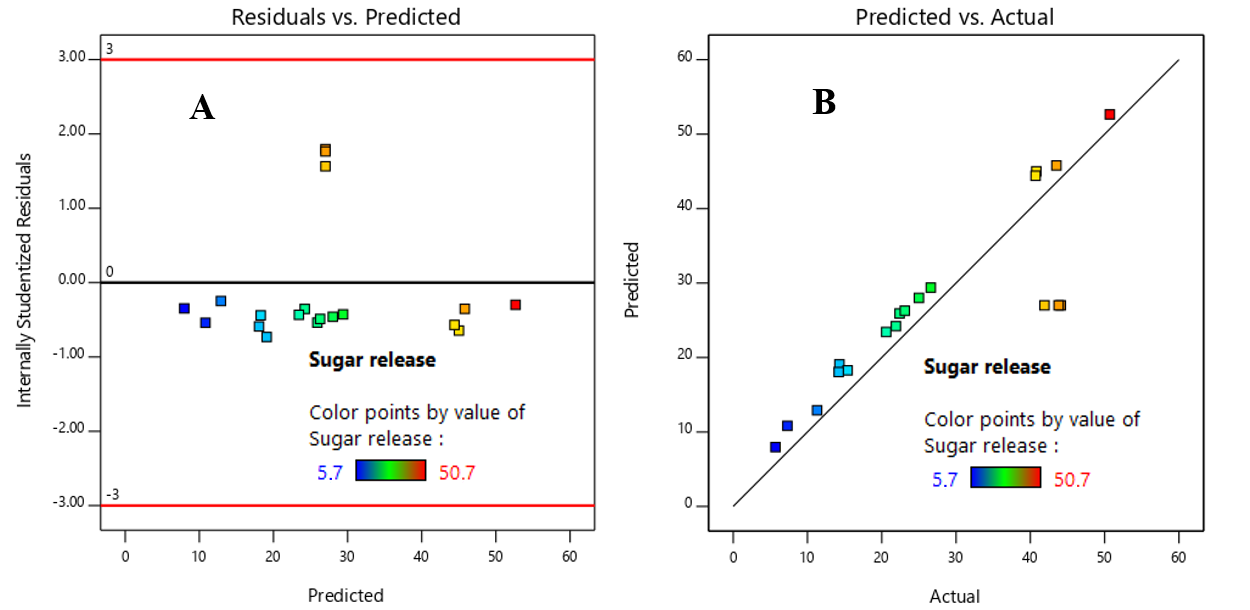 Residuals vs. Predicted
A
Internally Studentized Residuals
3.00
2.00
1.00
0.00
-1.00
-2.00
-3.00
3
0
-3
Sugar release
Color points by value of
Sugar release :
5.7 50.7
0 10 20 30 40 50 60
Predicted
Predicted vs. Actual
B
Predicted
60
50
40
30
20
10
0
Sugar release
Color points by value of
Sugar release :
5.7 50.7
0 10 20 30 40 50 60
Actual